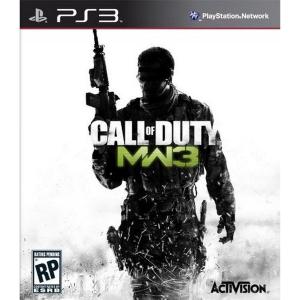 PS3
PlayStation®Network
CALL OF DUTY
MW3
RATING PENDING
RP
ESRB
ACTIVISION